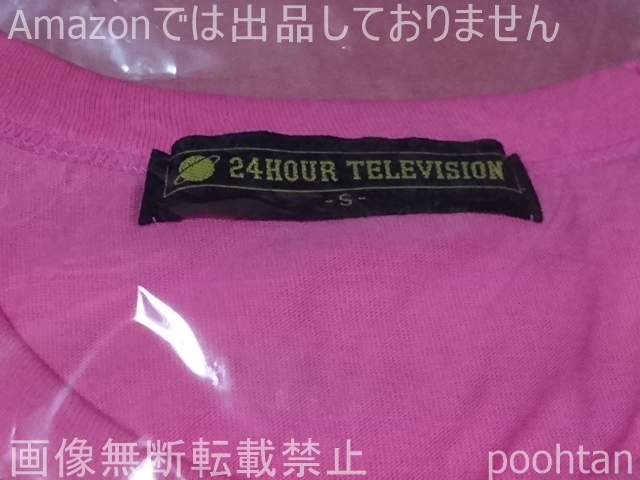 Amazonでは出品しておりません
24HOUR TELEVISION
-S-
画像無断転載禁止
poohtan